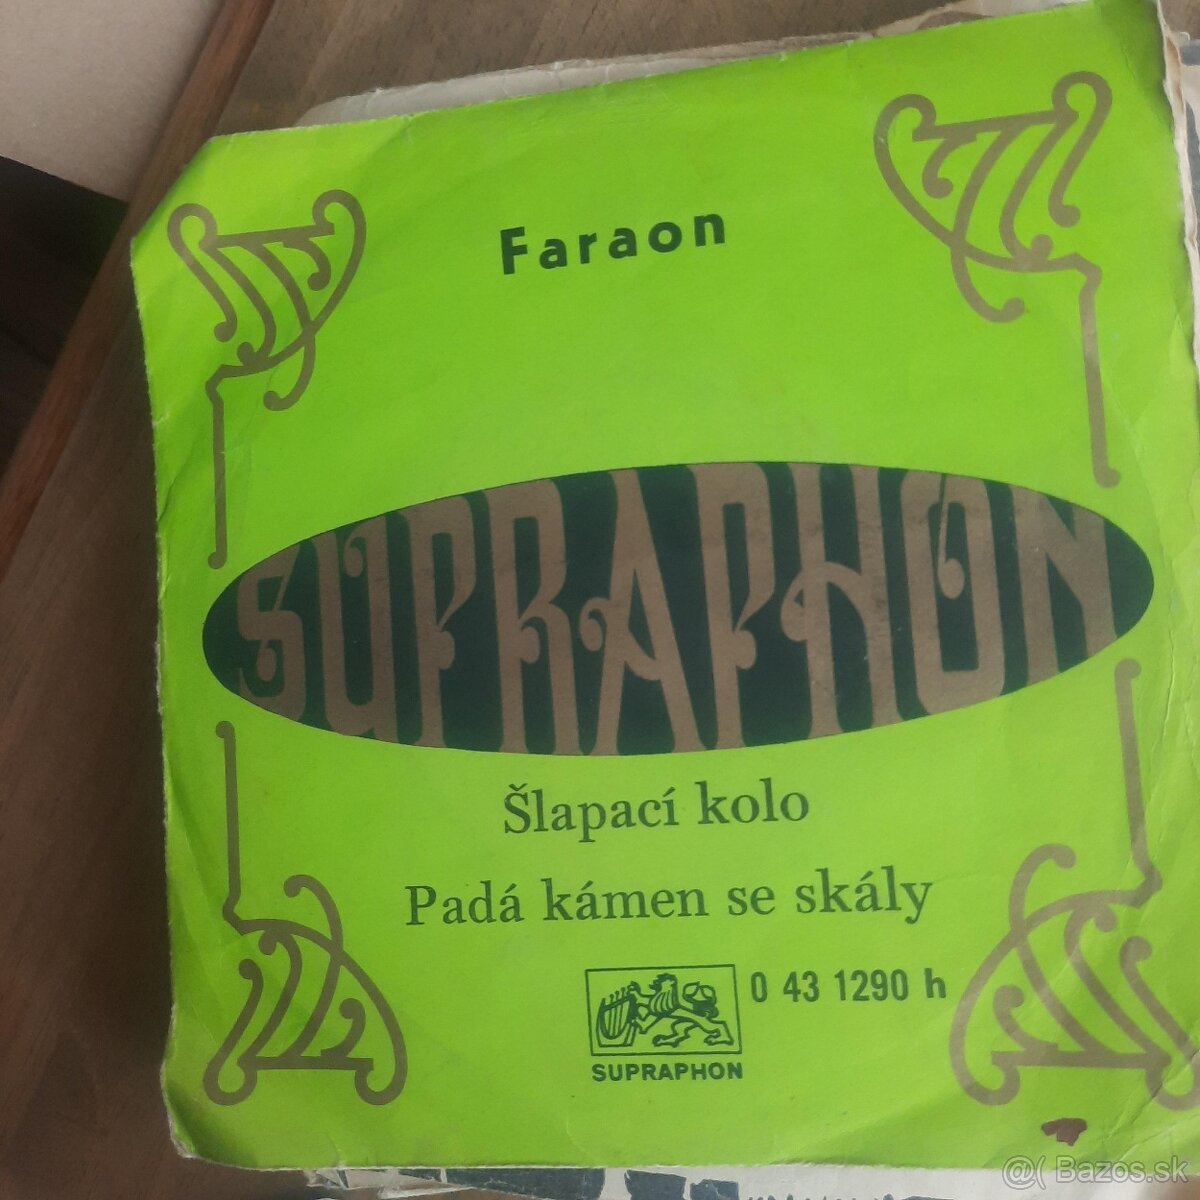 Faraon
SUPRAPHON
Šlapací kolo
Padá kámen se skály
0 43 1290 h
SUPRAPHON
@( Bazos.sk